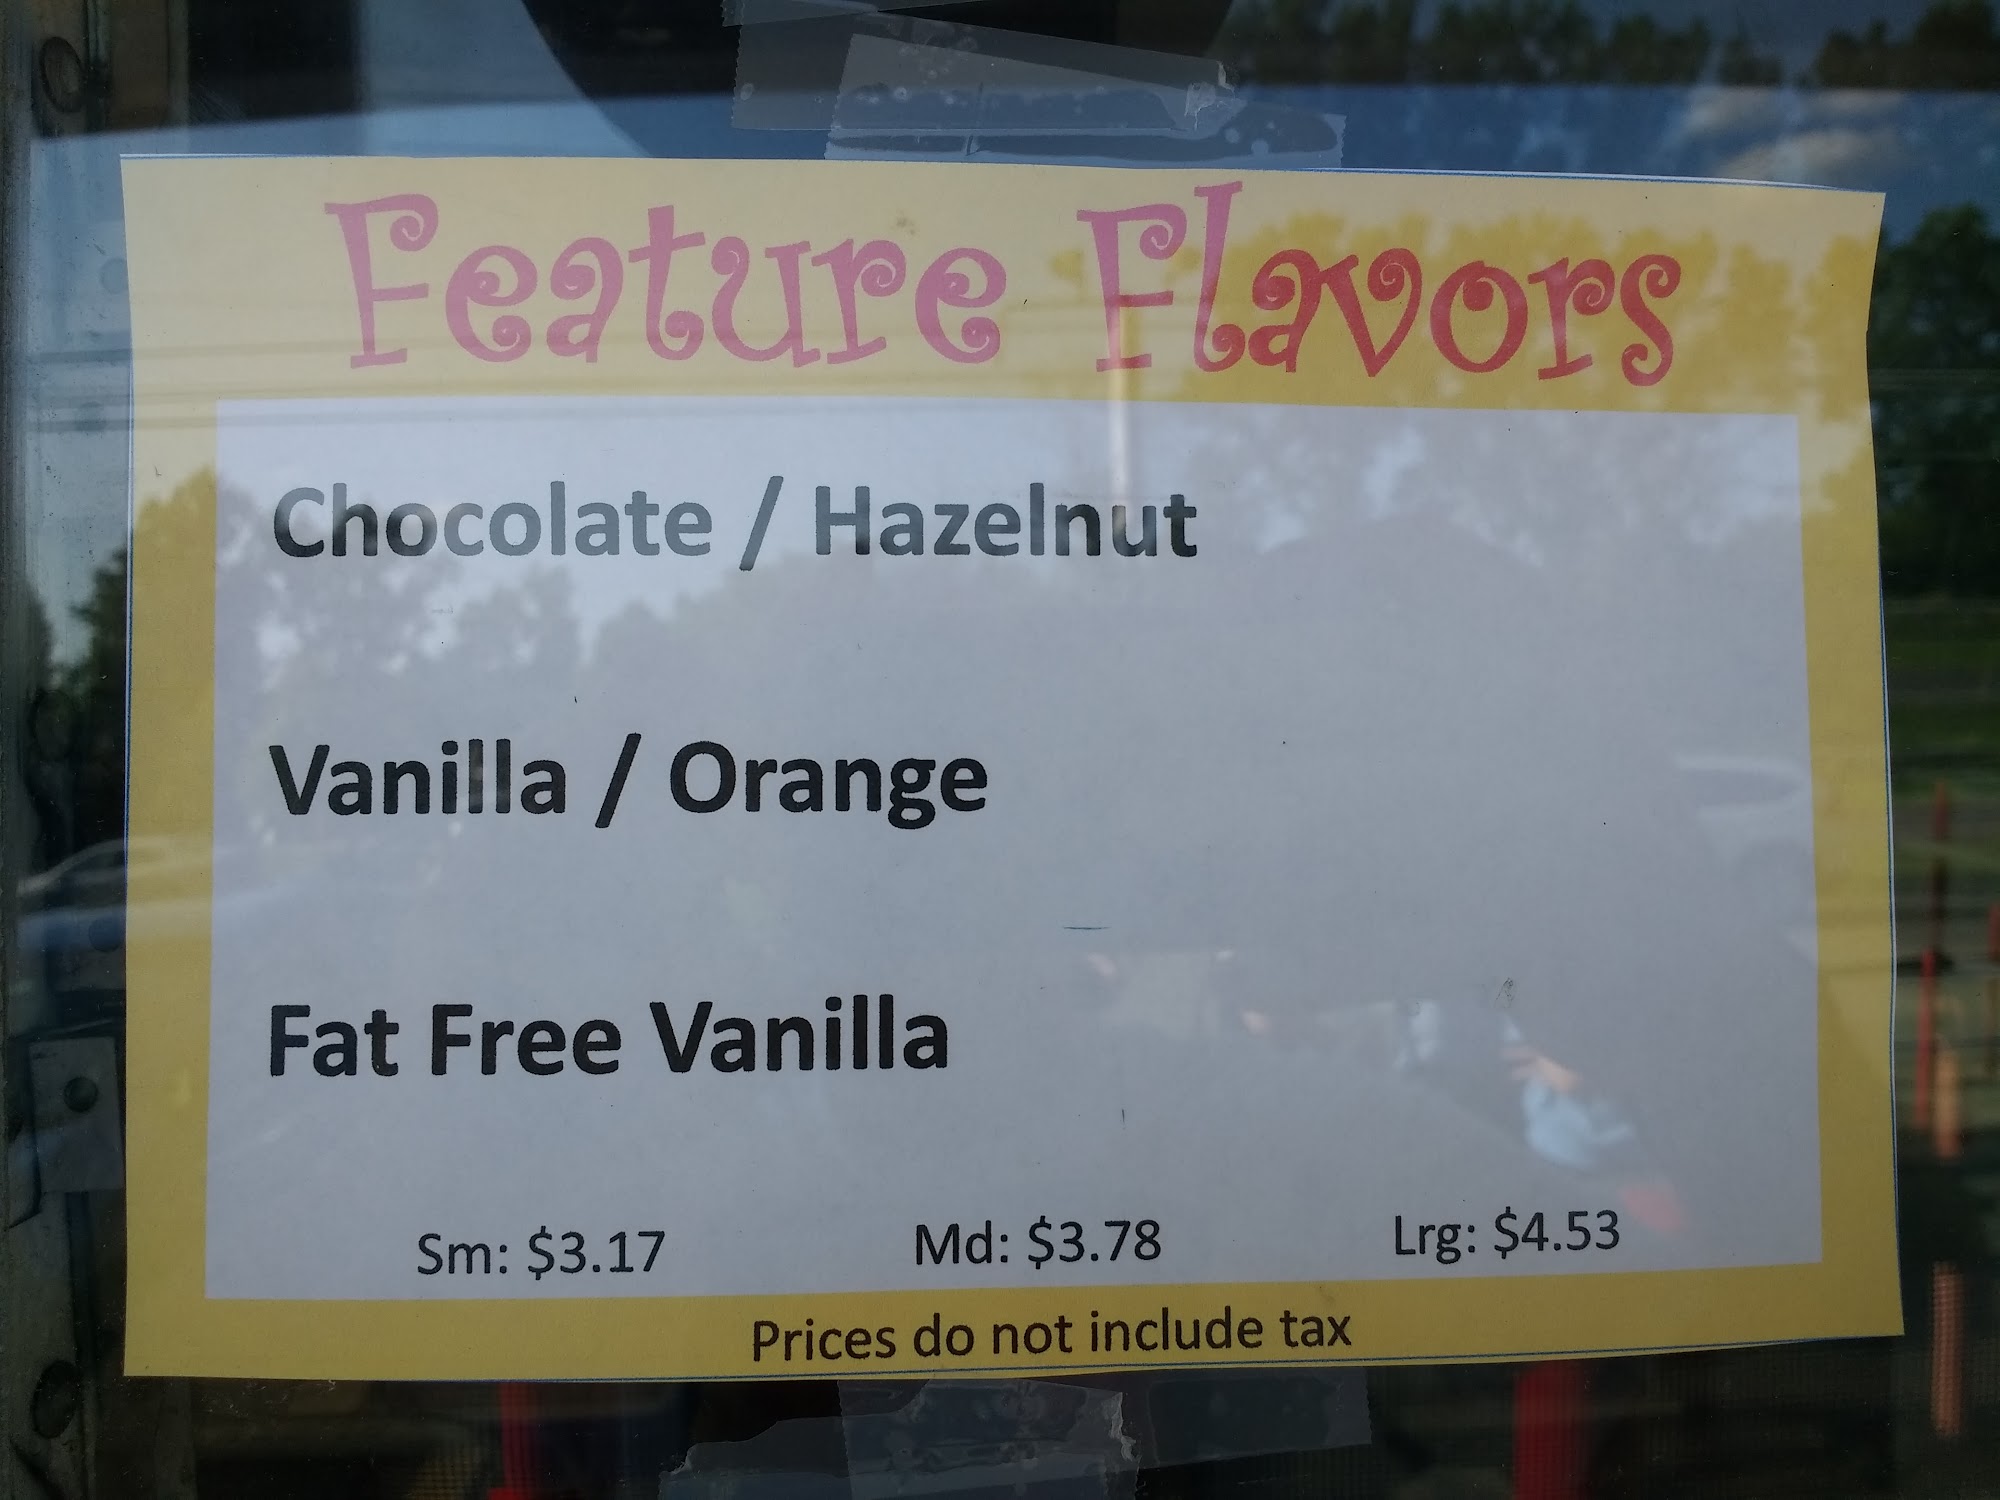 Feature Flavors
Chocolate / Hazelnut
Vanilla / Orange
Fat Free Vanilla
Sm: $3.17 Md: $3.78 Lrg: $4.53
Prices do not include tax